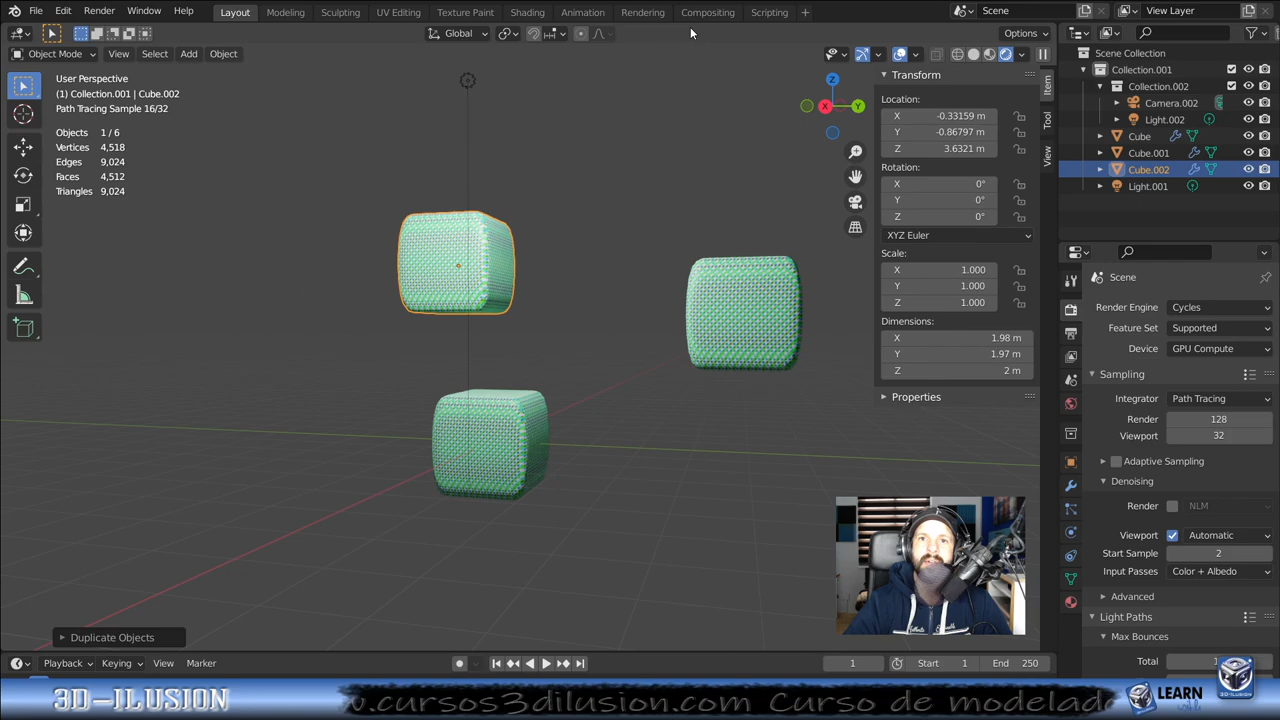 File Edit Render Window Help
Layout Modeling Sculpting UV Editing Texture Paint Shading Animation Rendering Compositing Scripting +
Scene View Layer
Global Options
Object Mode View Select Add Object
User Perspective
(1) Collection.001 | Cube.002
Path Tracing Sample 16/32
Objects 1 / 6
Vertices 4,518
Edges 9,024
Faces 4,512
Triangles 9,024
Z
X
Y
Transform
Location:
X -0.33159 m
Y -0.86797 m
Z 3.6321 m
Rotation:
X 0°
Y 0°
Z 0°
XYZ Euler
Scale:
X 1.000
Y 1.000
Z 1.000
Dimensions:
X 1.98 m
Y 1.97 m
Z 2 m
Properties
Item
Tool
View
Scene Collection
Collection.001
Collection.002
Camera.002
Light.002
Cube
Cube.001
Cube.002
Light.001
Scene
Render Engine Cycles
Feature Set Supported
Device GPU Compute
Sampling
Integrator Path Tracing
Render 128
Viewport 32
Adaptive Sampling
Denoising
Render NLM
Viewport Automatic
Start Sample 2
Input Passes Color + Albedo
Advanced
Light Paths
Max Bounces
Total
Duplicate Objects
Playback Keying View Marker
1 Start 1 End 250
3D-ILUSION
w.cursos3dilusion.com Curso de modelado
LEARN